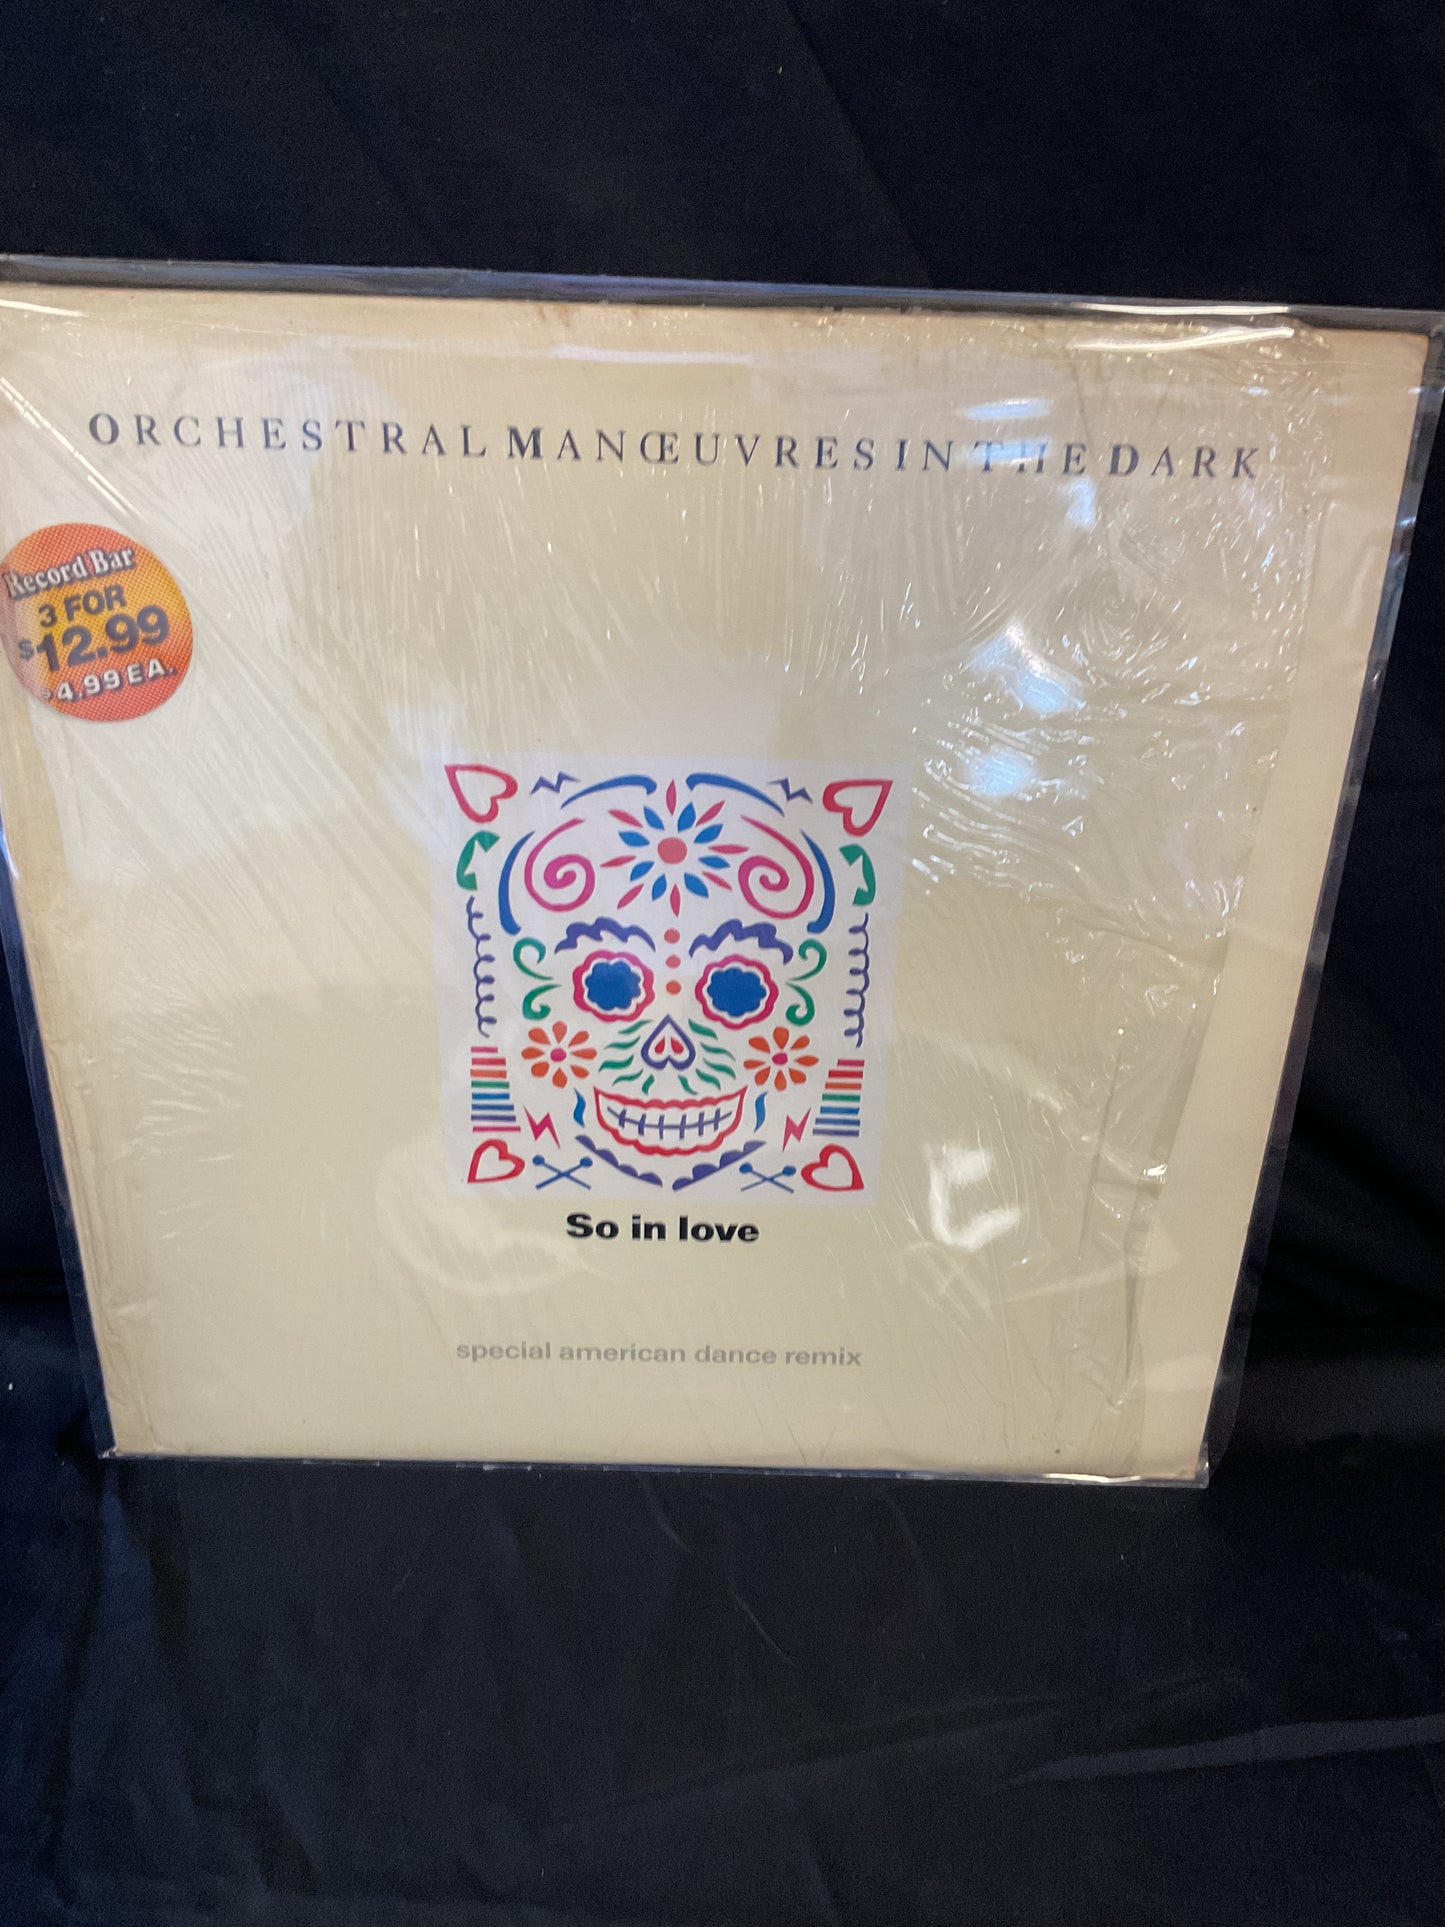 ORCHESTRAL MANŒUVRES IN THE DARK
Record Bar
3 FOR
$12.99
$4.99 EA.
So in love
special american dance remix